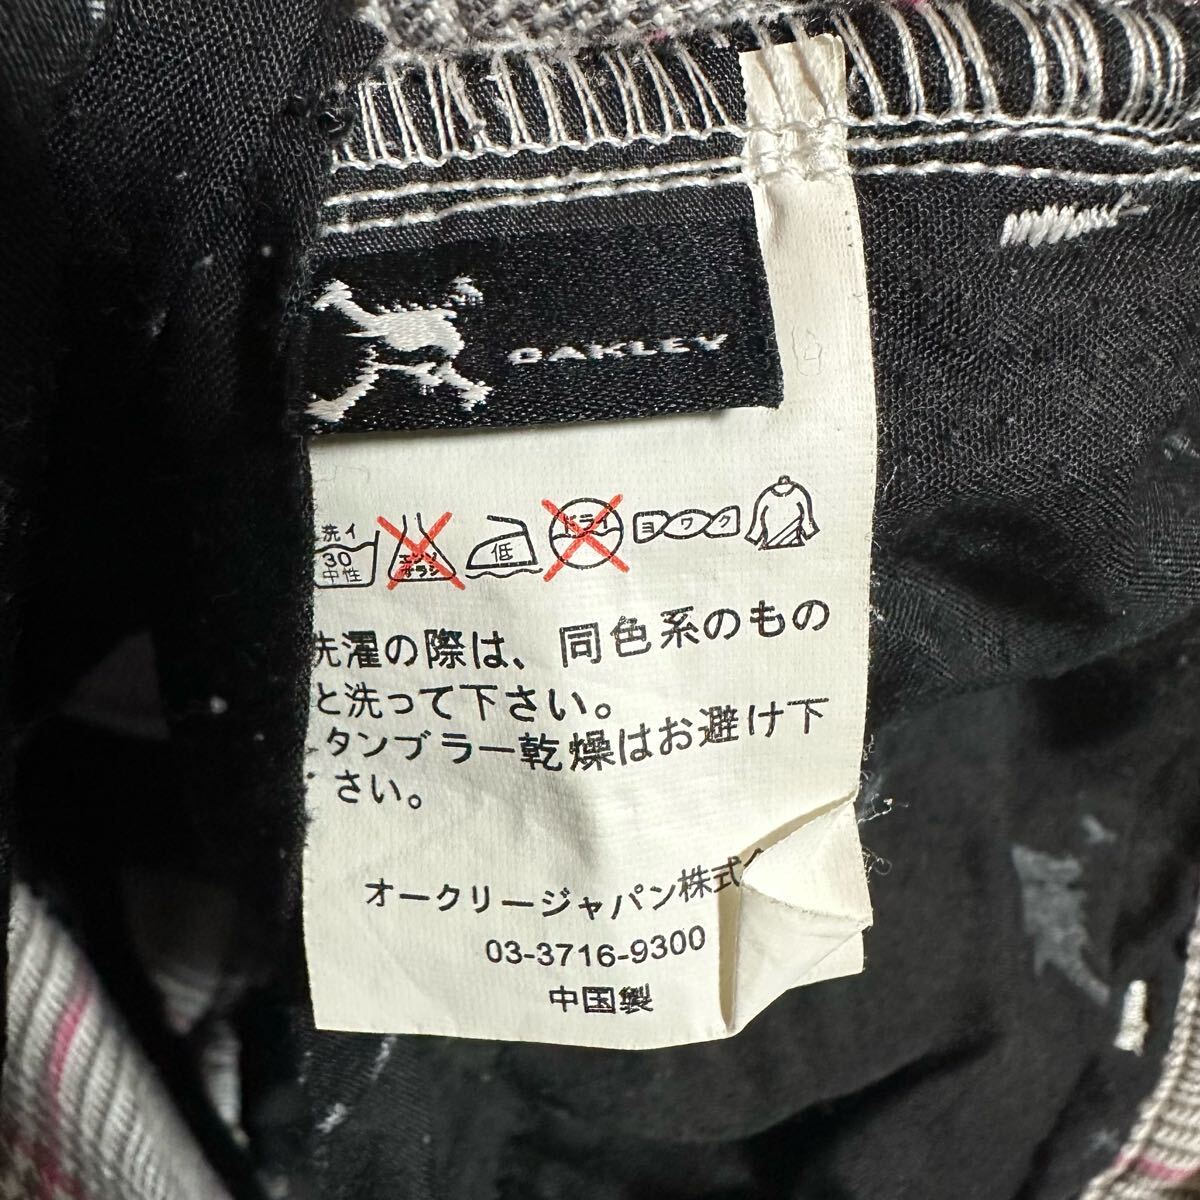 OAKLEY
洗イ
30
中性
エンソ
サラシ
低
ドライ
ヨワク
洗濯の際は、同色系のもの
と洗って下さい。
タンブラー乾燥はお避け下
さい。
オークリージャパン株式
03-3716-9300
中国製